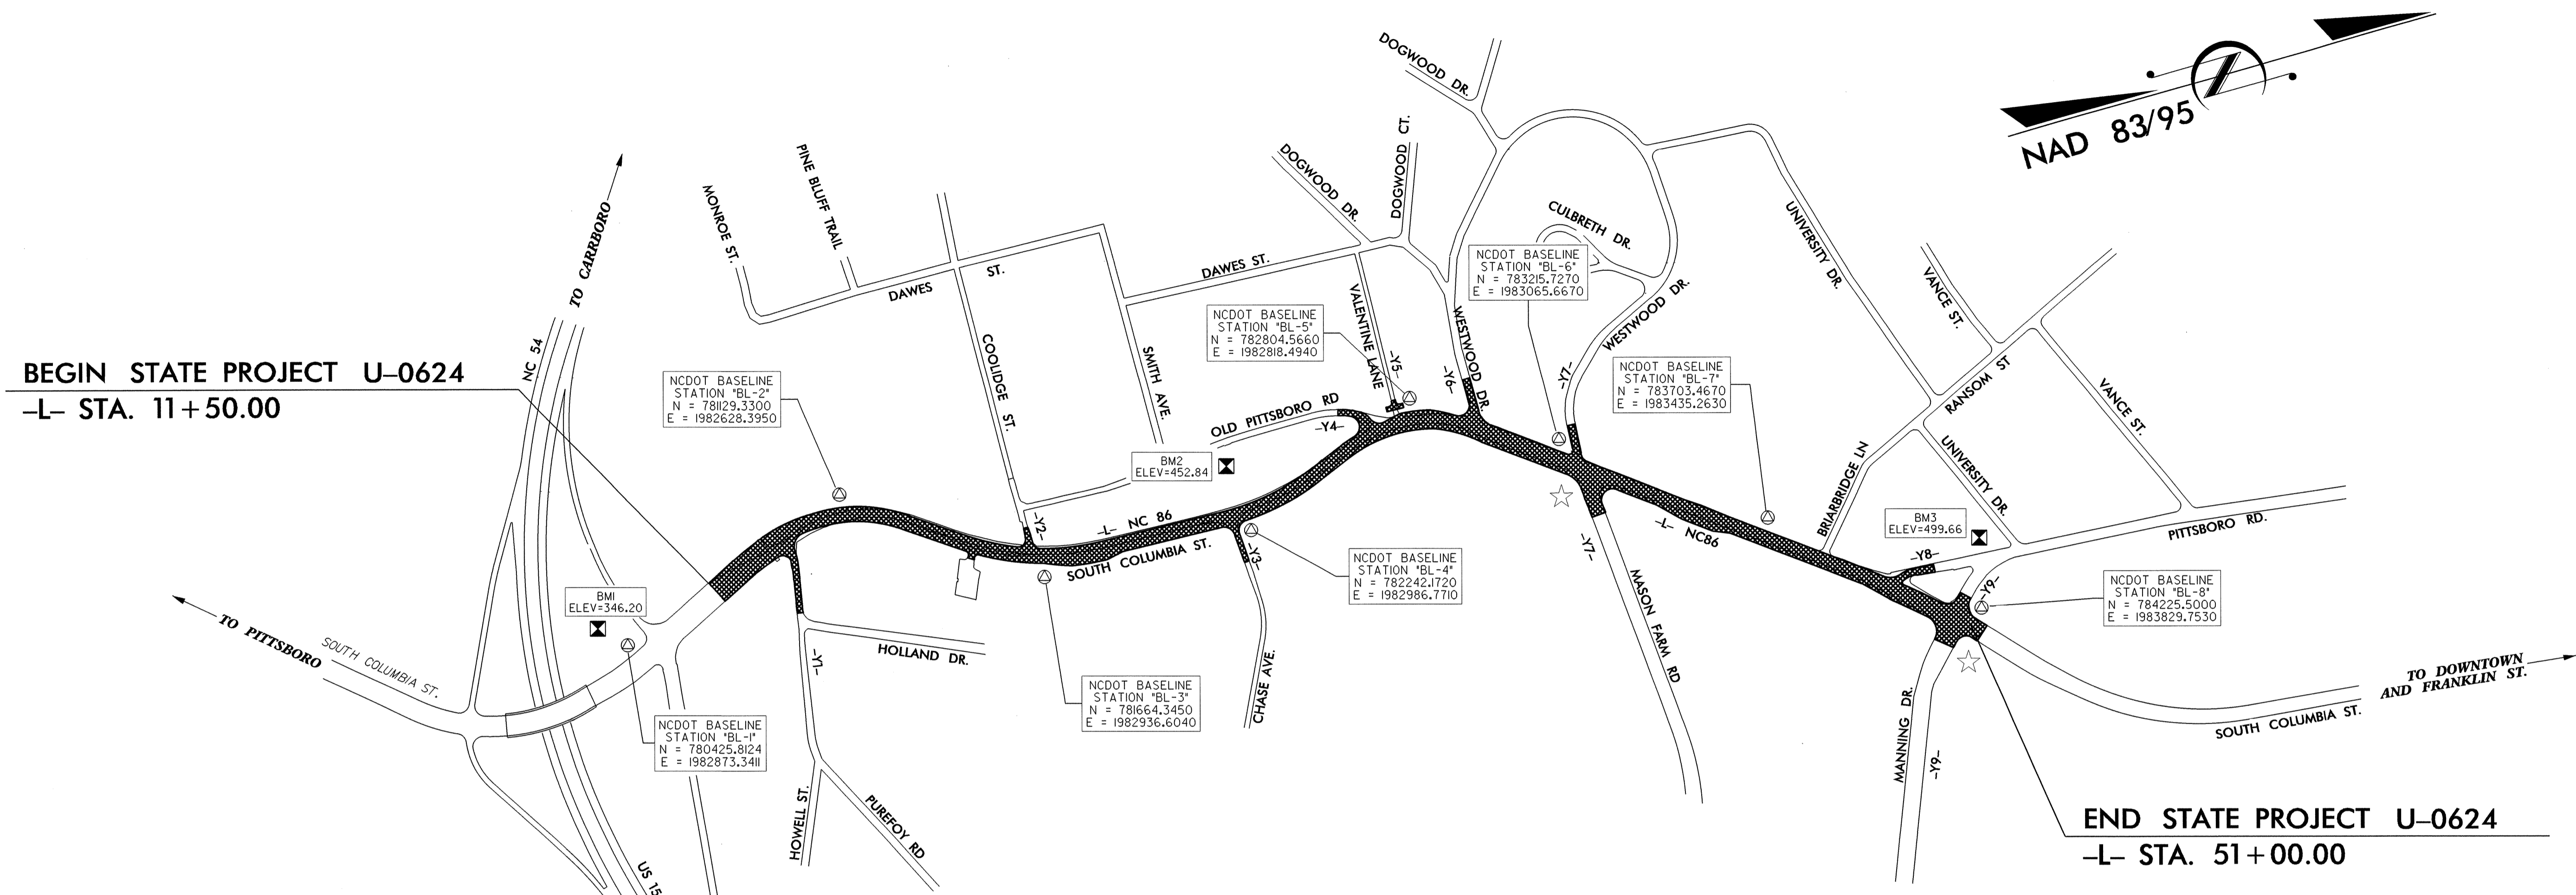 NAD 83/95
DOGWOOD DR.
DOGWOOD CT.
DOGWOOD DR.
PINE BLUFF TRAIL
MONROE ST.
TO CARRBORO
NC 54
CULBRETH DR.
UNIVERSITY DR.
VANCE ST.
DAWES ST.
DAWES ST.
VALENTINE LANE
WESTWOOD DR.
WESTWOOD DR.
NCDOT BASELINE
STATION "BL-6"
N = 783215.7270
E = 1983065.6670
NCDOT BASELINE
STATION "BL-5"
N = 782804.5660
E = 1982818.4940
BEGIN STATE PROJECT U-0624
-L- STA. 11+50.00
NCDOT BASELINE
STATION "BL-2"
N = 781129.3300
E = 1982628.3950
COOLIDGE ST.
SMITH AVE.
-Y5-
-Y6-
-Y7-
NCDOT BASELINE
STATION "BL-7"
N = 783703.4670
E = 1983435.2630
RANSOM ST
VANCE ST.
OLD PITTSBORO RD
-Y4-
BM2
ELEV=452.84
BRIARBRIDGE LN
UNIVERSITY DR.
BM3
ELEV=499.66
PITTSBORO RD.
-Y2-
-L- NC 86
SOUTH COLUMBIA ST.
-Y3-
-L- NC86
-Y7-
MASON FARM RD
-Y8-
-Y9-
NCDOT BASELINE
STATION "BL-4"
N = 782242.1720
E = 1982986.7710
NCDOT BASELINE
STATION "BL-8"
N = 784225.5000
E = 1983829.7530
BM1
ELEV=346.20
TO PITTSBORO
SOUTH COLUMBIA ST.
-Y1-
HOLLAND DR.
CHASE AVE.
NCDOT BASELINE
STATION "BL-3"
N = 781664.3450
E = 1982936.6040
NCDOT BASELINE
STATION "BL-1"
N = 780425.8124
E = 1982873.3411
TO DOWNTOWN
AND FRANKLIN ST.
SOUTH COLUMBIA ST.
MANNING DR.
-Y9-
HOWELL ST.
PUREFOY RD
US 15
END STATE PROJECT U-0624
-L- STA. 51+00.00